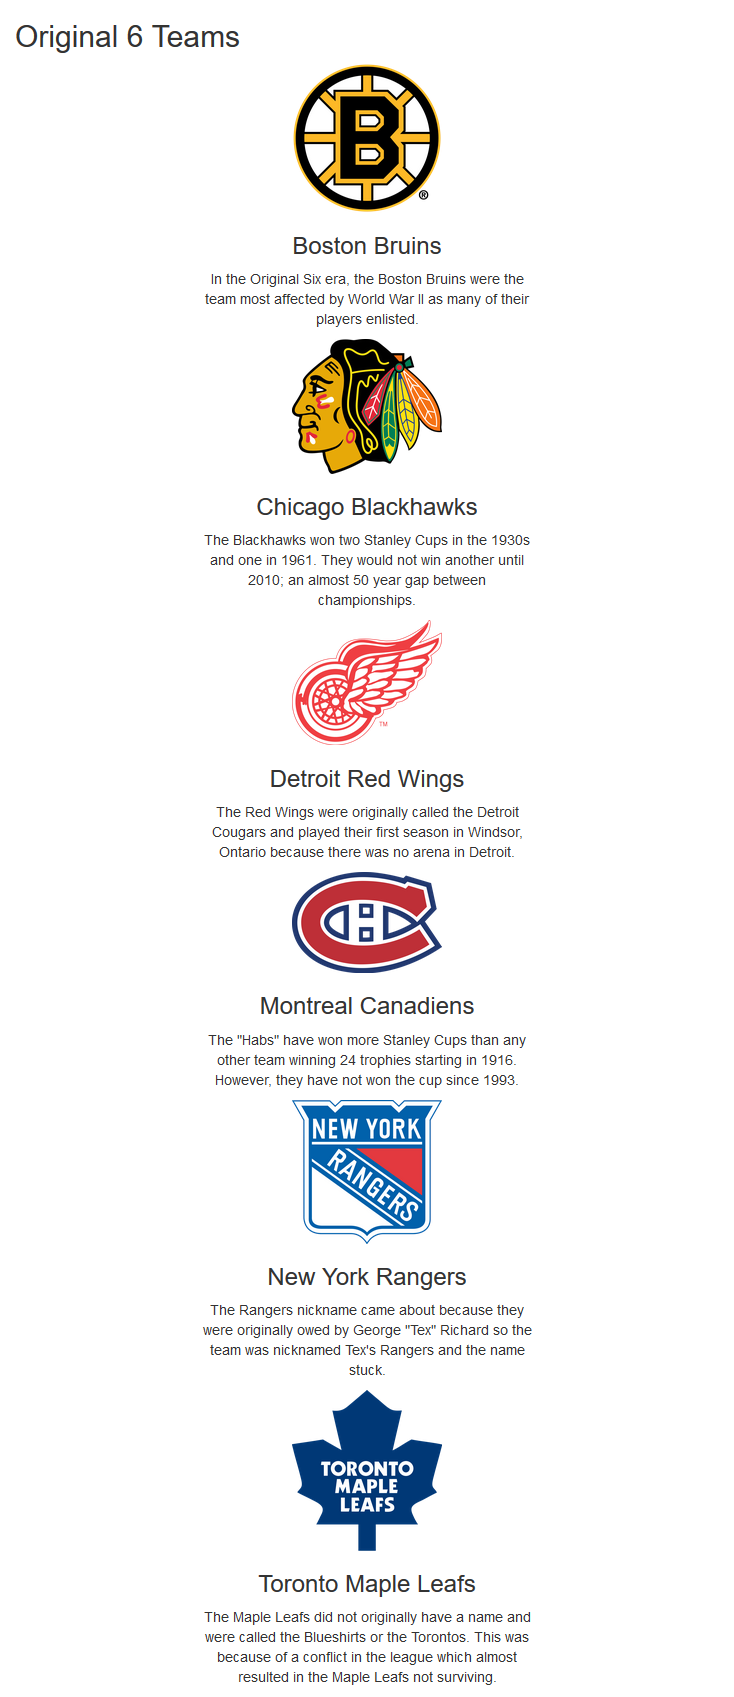 Original 6 Teams
B
®
Boston Bruins
In the Original Six era, the Boston Bruins were the
team most affected by World War II as many of their
players enlisted.
Chicago Blackhawks
The Blackhawks won two Stanley Cups in the 1930s
and one in 1961. They would not win another until
2010; an almost 50 year gap between
championships.
TM
Detroit Red Wings
The Red Wings were originally called the Detroit
Cougars and played their first season in Windsor,
Ontario because there was no arena in Detroit.
CH
Montreal Canadiens
The "Habs" have won more Stanley Cups than any
other team winning 24 trophies starting in 1916.
However, they have not won the cup since 1993.
NEW YORK
RANGERS
New York Rangers
The Rangers nickname came about because they
were originally owed by George "Tex" Richard so the
team was nicknamed Tex's Rangers and the name
stuck.
TORONTO
MAPLE
LEAFS
Toronto Maple Leafs
The Maple Leafs did not originally have a name and
were called the Blueshirts or the Torontos. This was
because of a conflict in the league which almost
resulted in the Maple Leafs not surviving.